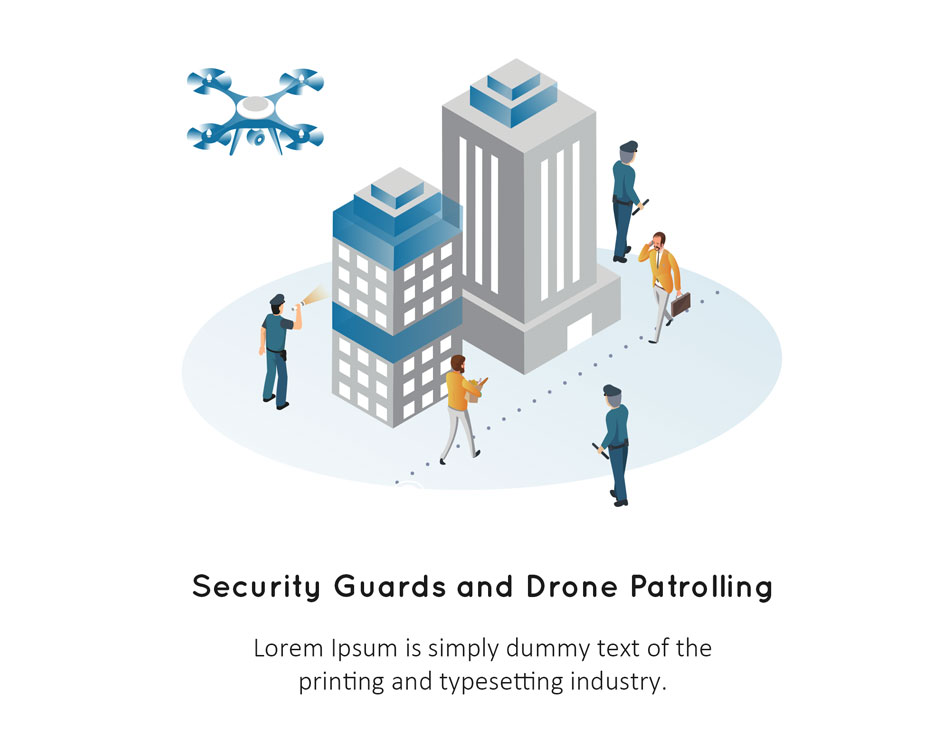 Security Guards and Drone Patrolling
Lorem Ipsum is simply dummy text of the
printing and typesetting industry.